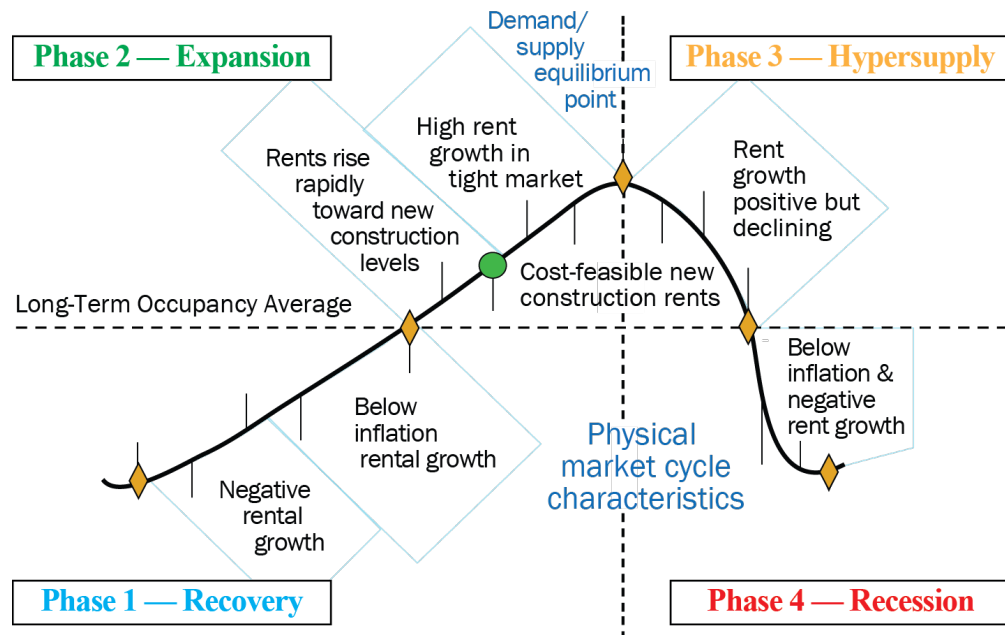 Phase 2 — Expansion
Demand/
supply
equilibrium
point
Phase 3 — Hypersupply
High rent
growth in
tight market
Rents rise
rapidly
toward new
construction
levels
Rent
growth
positive but
declining
Cost-feasible new
construction rents
Long-Term Occupancy Average
Below
inflation &
negative
rent growth
Below
inflation
rental growth
Physical
market cycle
characteristics
Negative
rental
growth
Phase 1 — Recovery
Phase 4 — Recession